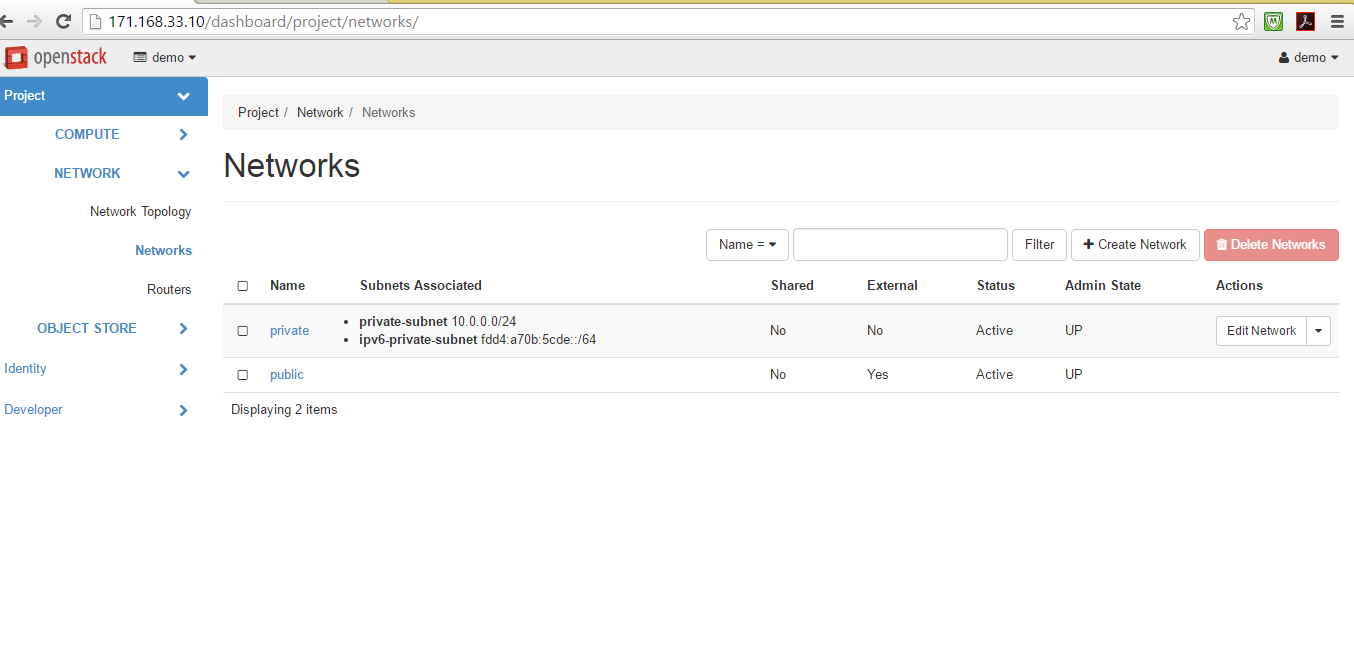 171.168.33.10/dashboard/project/networks/
openstack demo demo
Project
COMPUTE
NETWORK
Network Topology
Networks
Routers
OBJECT STORE
Identity
Developer
Project / Network / Networks
Networks
Name = Filter + Create Network Delete Networks
Name Subnets Associated Shared External Status Admin State Actions
private • private-subnet 10.0.0.0/24 No No Active UP Edit Network
• ipv6-private-subnet fdd4:a70b:5cde::/64
public No Yes Active UP
Displaying 2 items